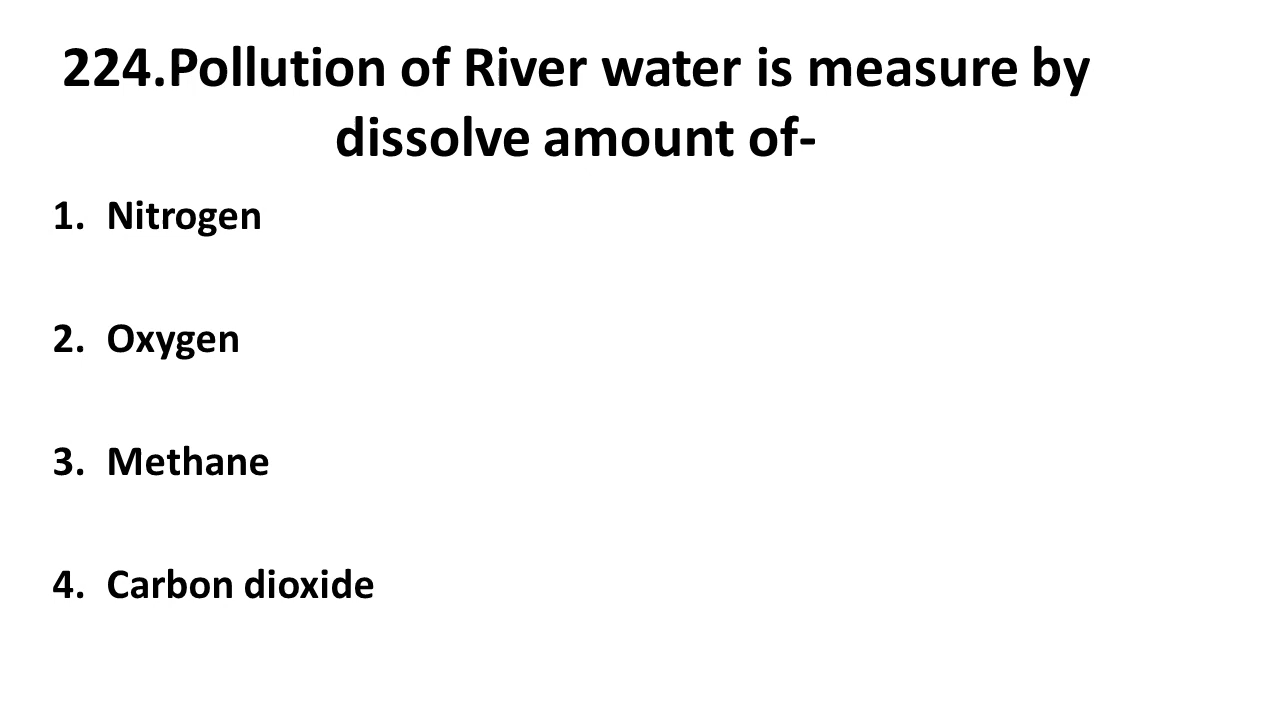 224.Pollution of River water is measure by
dissolve amount of-
1. Nitrogen
2. Oxygen
3. Methane
4. Carbon dioxide